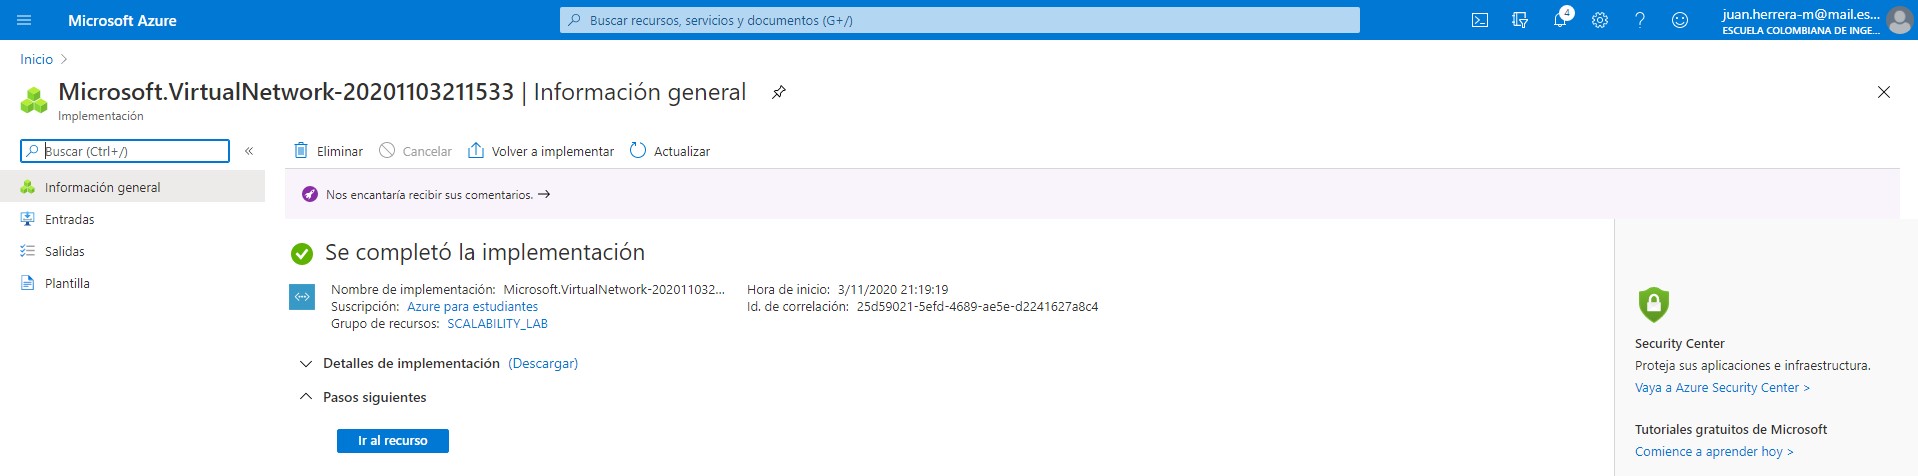 Microsoft Azure
Buscar recursos, servicios y documentos (G+/)
4
juan.herrera-m@mail.es...
ESCUELA COLOMBIANA DE INGE...
Inicio >
Microsoft.VirtualNetwork-20201103211533 | Información general
Implementación
Buscar (Ctrl+/)
«
Eliminar
Cancelar
Volver a implementar
Actualizar
Información general
Entradas
Salidas
Plantilla
Nos encantaría recibir sus comentarios. →
Se completó la implementación
Nombre de implementación: Microsoft.VirtualNetwork-202011032...
Suscripción: Azure para estudiantes
Grupo de recursos: SCALABILITY_LAB
Hora de inicio: 3/11/2020 21:19:19
Id. de correlación: 25d59021-5efd-4689-ae5e-d2241627a8c4
Detalles de implementación (Descargar)
Pasos siguientes
Ir al recurso
Security Center
Proteja sus aplicaciones e infraestructura.
Vaya a Azure Security Center >
Tutoriales gratuitos de Microsoft
Comience a aprender hoy >